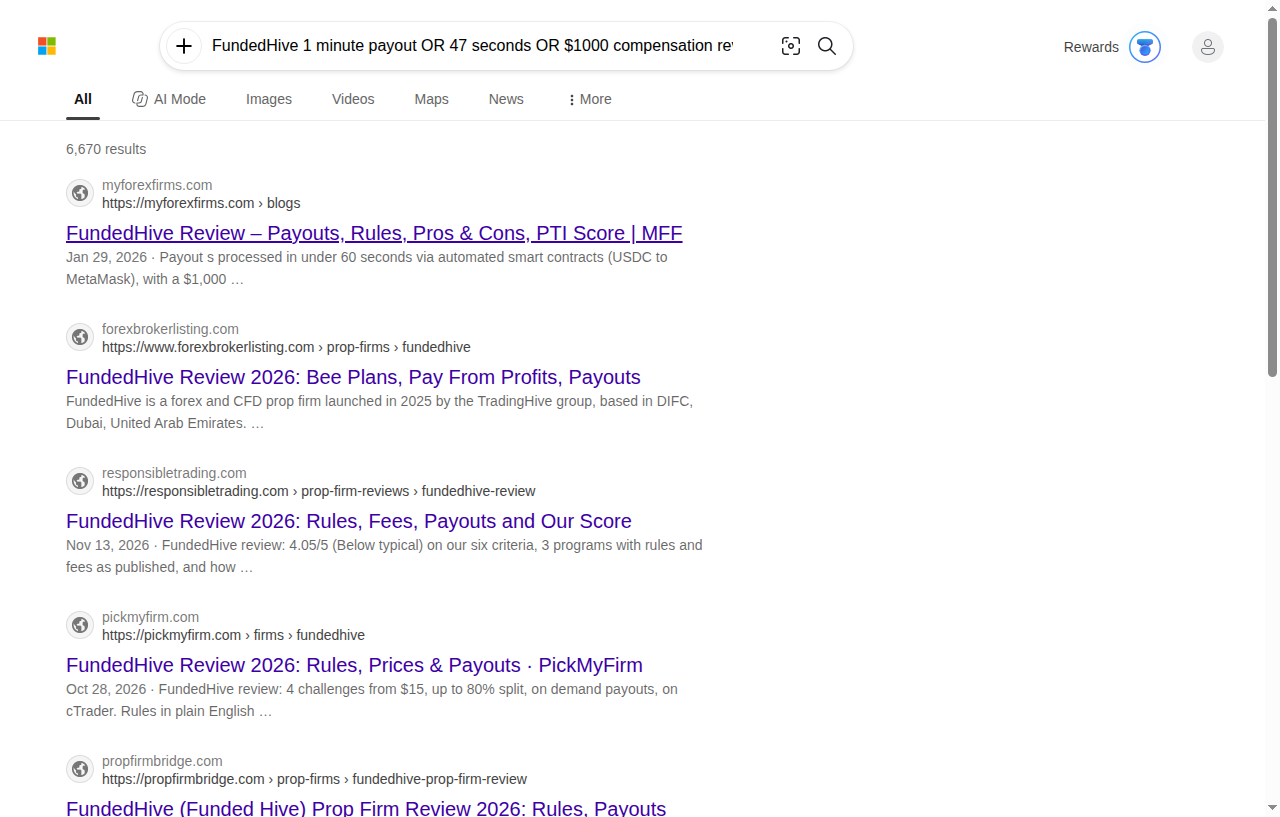 FundedHive 1 minute payout OR 47 seconds OR $1000 compensation
Rewards
All
AI Mode
Images
Videos
Maps
News
More
6,670 results
myforexfirms.com
https://myforexfirms.com › blogs
FundedHive Review – Payouts, Rules, Pros & Cons, PTI Score | MFF
Jan 29, 2026 · Payout s processed in under 60 seconds via automated smart contracts (USDC to
MetaMask), with a $1,000 …
forexbrokerlisting.com
https://www.forexbrokerlisting.com › prop-firms › fundedhive
FundedHive Review 2026: Bee Plans, Pay From Profits, Payouts
FundedHive is a forex and CFD prop firm launched in 2025 by the TradingHive group, based in DIFC,
Dubai, United Arab Emirates. …
responsibletrading.com
https://responsibletrading.com › prop-firm-reviews › fundedhive-review
FundedHive Review 2026: Rules, Fees, Payouts and Our Score
Nov 13, 2026 · FundedHive review: 4.05/5 (Below typical) on our six criteria, 3 programs with rules and
fees as published, and how …
pickmyfirm.com
https://pickmyfirm.com › firms › fundedhive
FundedHive Review 2026: Rules, Prices & Payouts · PickMyFirm
Oct 28, 2026 · FundedHive review: 4 challenges from $15, up to 80% split, on demand payouts, on
cTrader. Rules in plain English …
propfirmbridge.com
https://propfirmbridge.com › prop-firms › fundedhive-prop-firm-review
FundedHive (Funded Hive) Prop Firm Review 2026: Rules, Payouts